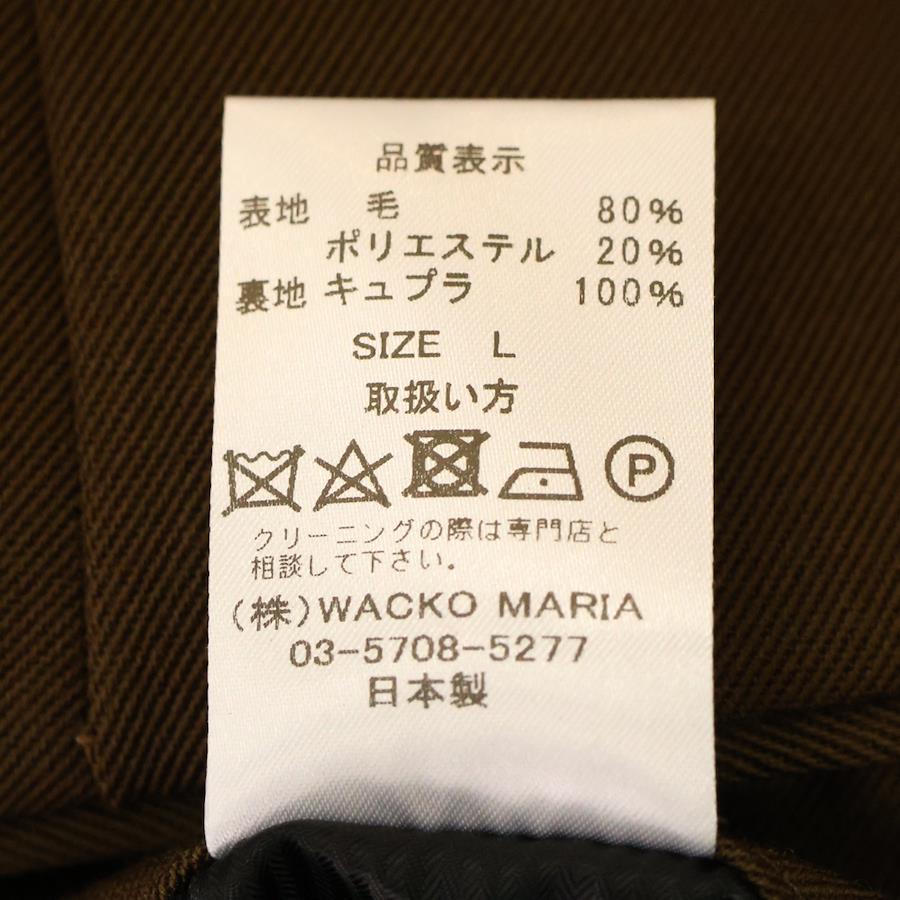 品質表示
表地 毛 80%
ポリエステル 20%
裏地 キュプラ 100%
SIZE L
取扱い方
P
クリーニングの際は専門店と
相談して下さい。
(株)WACKO MARIA
03-5708-5277
日本製